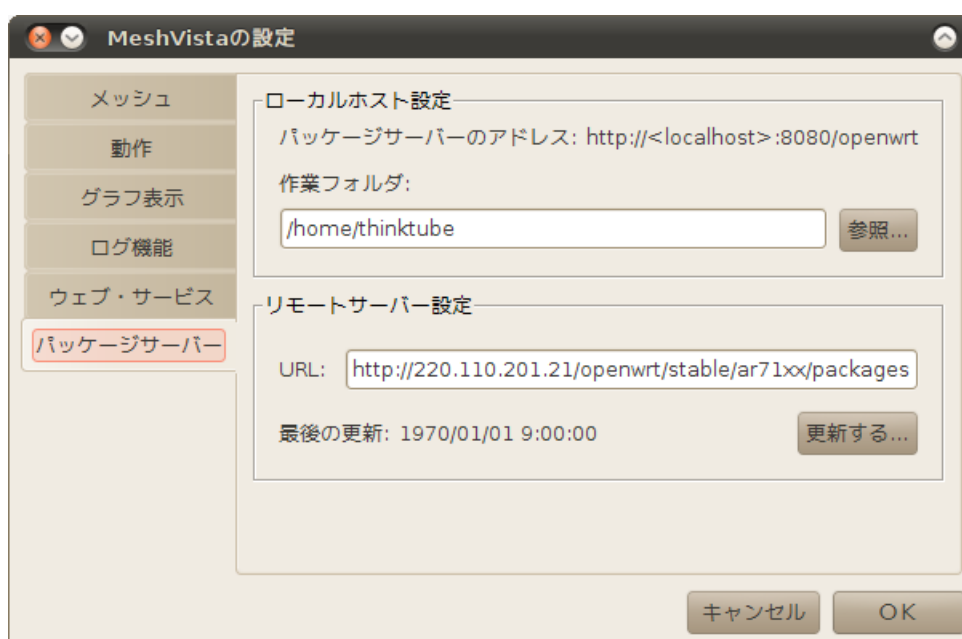 MeshVistaの設定
メッシュ
動作
グラフ表示
ログ機能
ウェブ・サービス
パッケージサーバー
ローカルホスト設定
パッケージサーバーのアドレス: http://<localhost>:8080/openwrt
作業フォルダ:
/home/thinktube
参照...
リモートサーバー設定
URL: http://220.110.201.21/openwrt/stable/ar71xx/packages
最後の更新: 1970/01/01 9:00:00
更新する...
キャンセル
OK